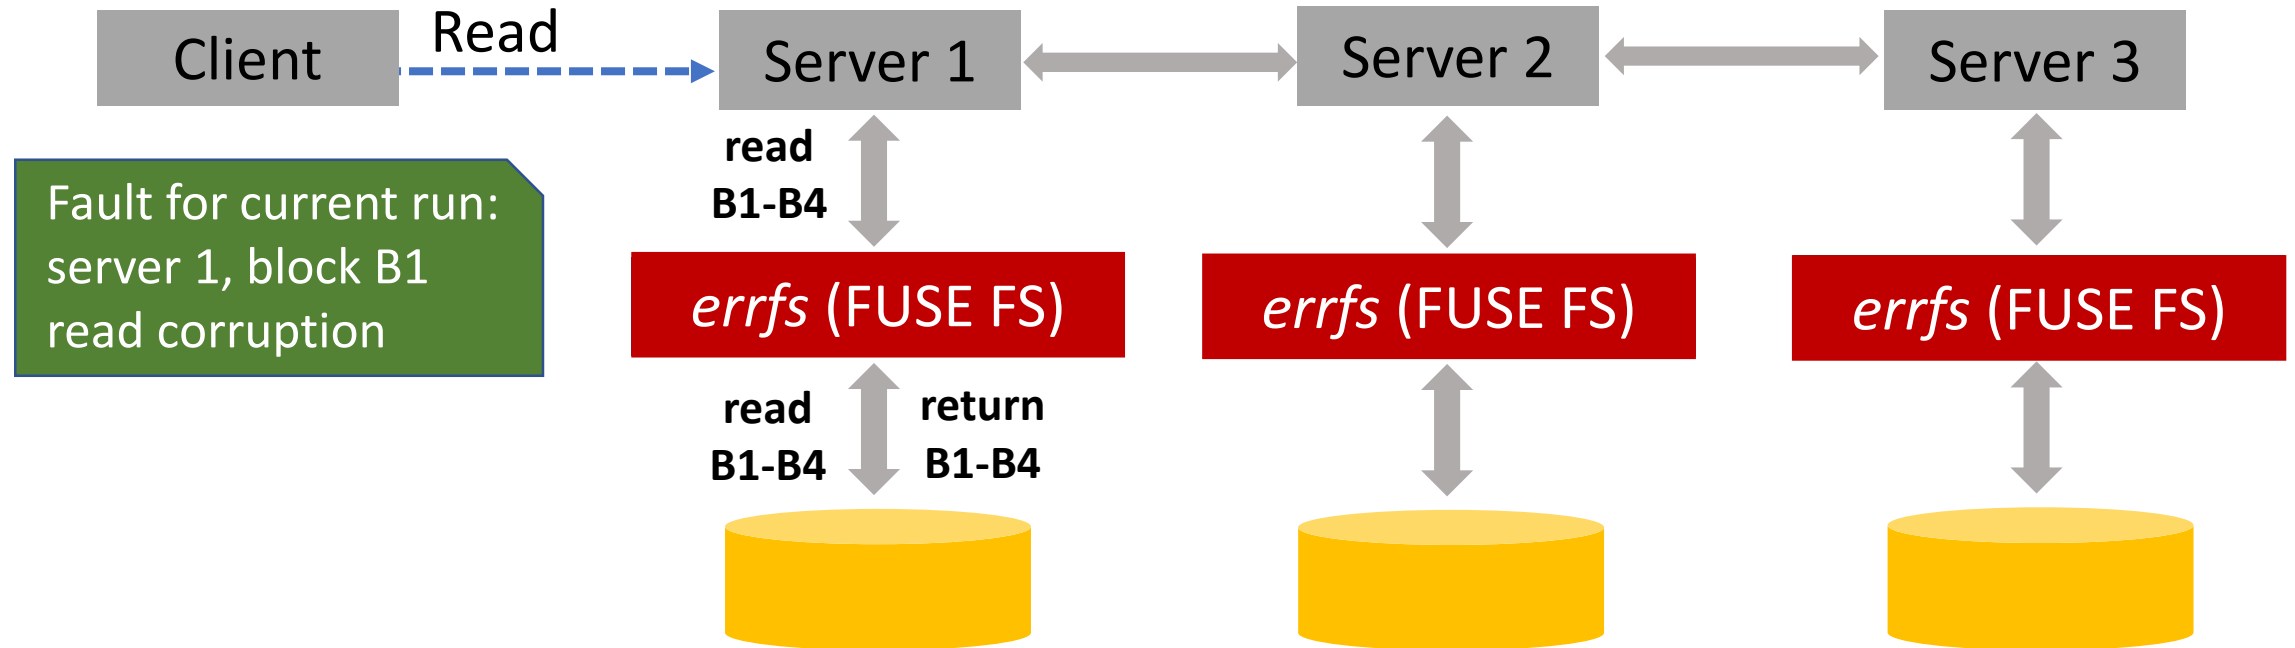 Client
Read
Server 1
Server 2
Server 3
Fault for current run:
server 1, block B1
read corruption
read
B1-B4
errfs (FUSE FS)
errfs (FUSE FS)
errfs (FUSE FS)
read
B1-B4
return
B1-B4